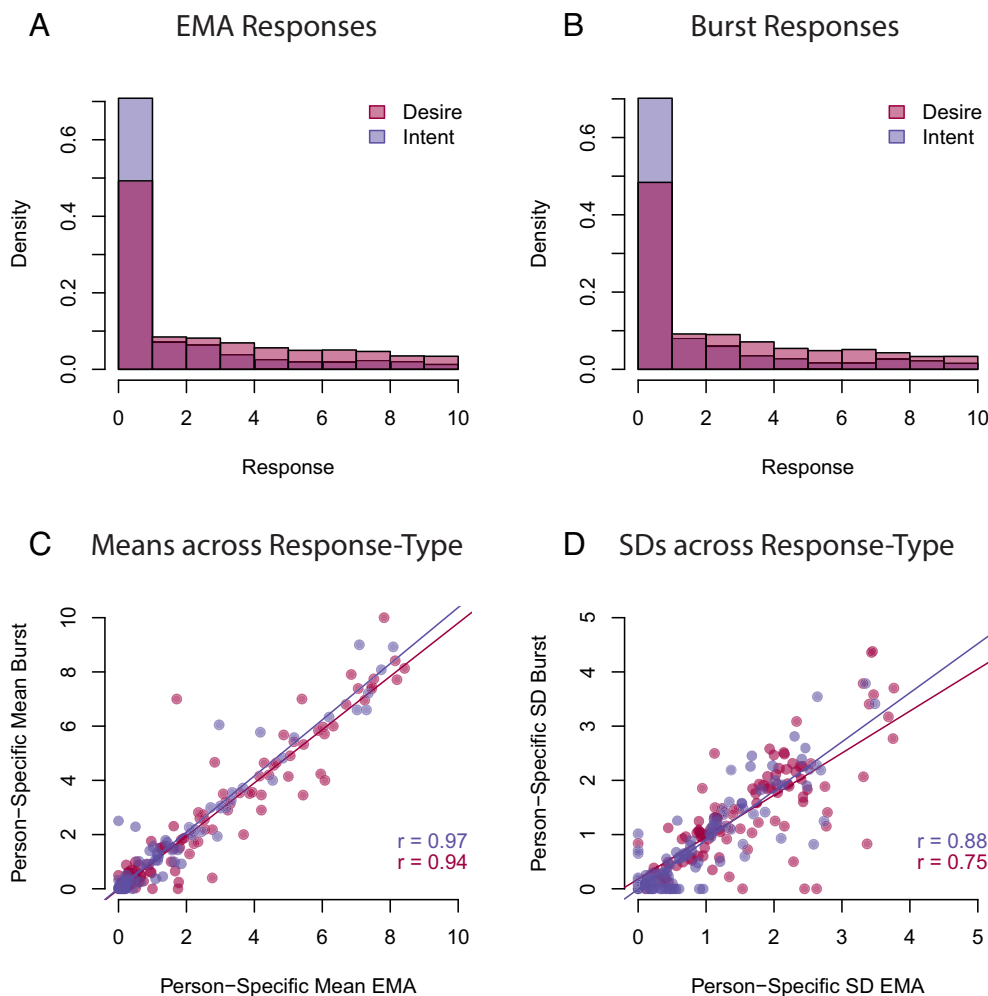 A EMA Responses
Density
0.0 0.2 0.4 0.6
Desire
Intent
0 2 4 6 8 10
Response
B Burst Responses
Density
0.0 0.2 0.4 0.6
Desire
Intent
0 2 4 6 8 10
Response
C Means across Response-Type
Person−Specific Mean Burst
0 2 4 6 8 10
r = 0.97
r = 0.94
0 2 4 6 8 10
Person−Specific Mean EMA
D SDs across Response-Type
Person−Specific SD Burst
0 1 2 3 4 5
r = 0.88
r = 0.75
0 1 2 3 4 5
Person−Specific SD EMA